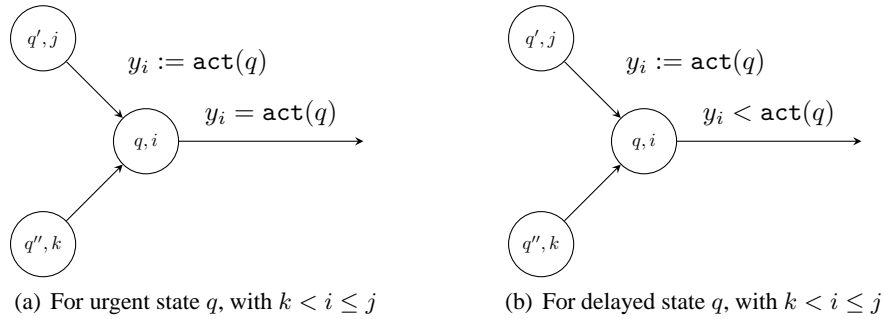 q′, j
y_i := act(q)
y_i = act(q)
q, i
q″, k
(a) For urgent state q, with k < i ≤ j
q′, j
y_i := act(q)
y_i < act(q)
q, i
q″, k
(b) For delayed state q, with k < i ≤ j